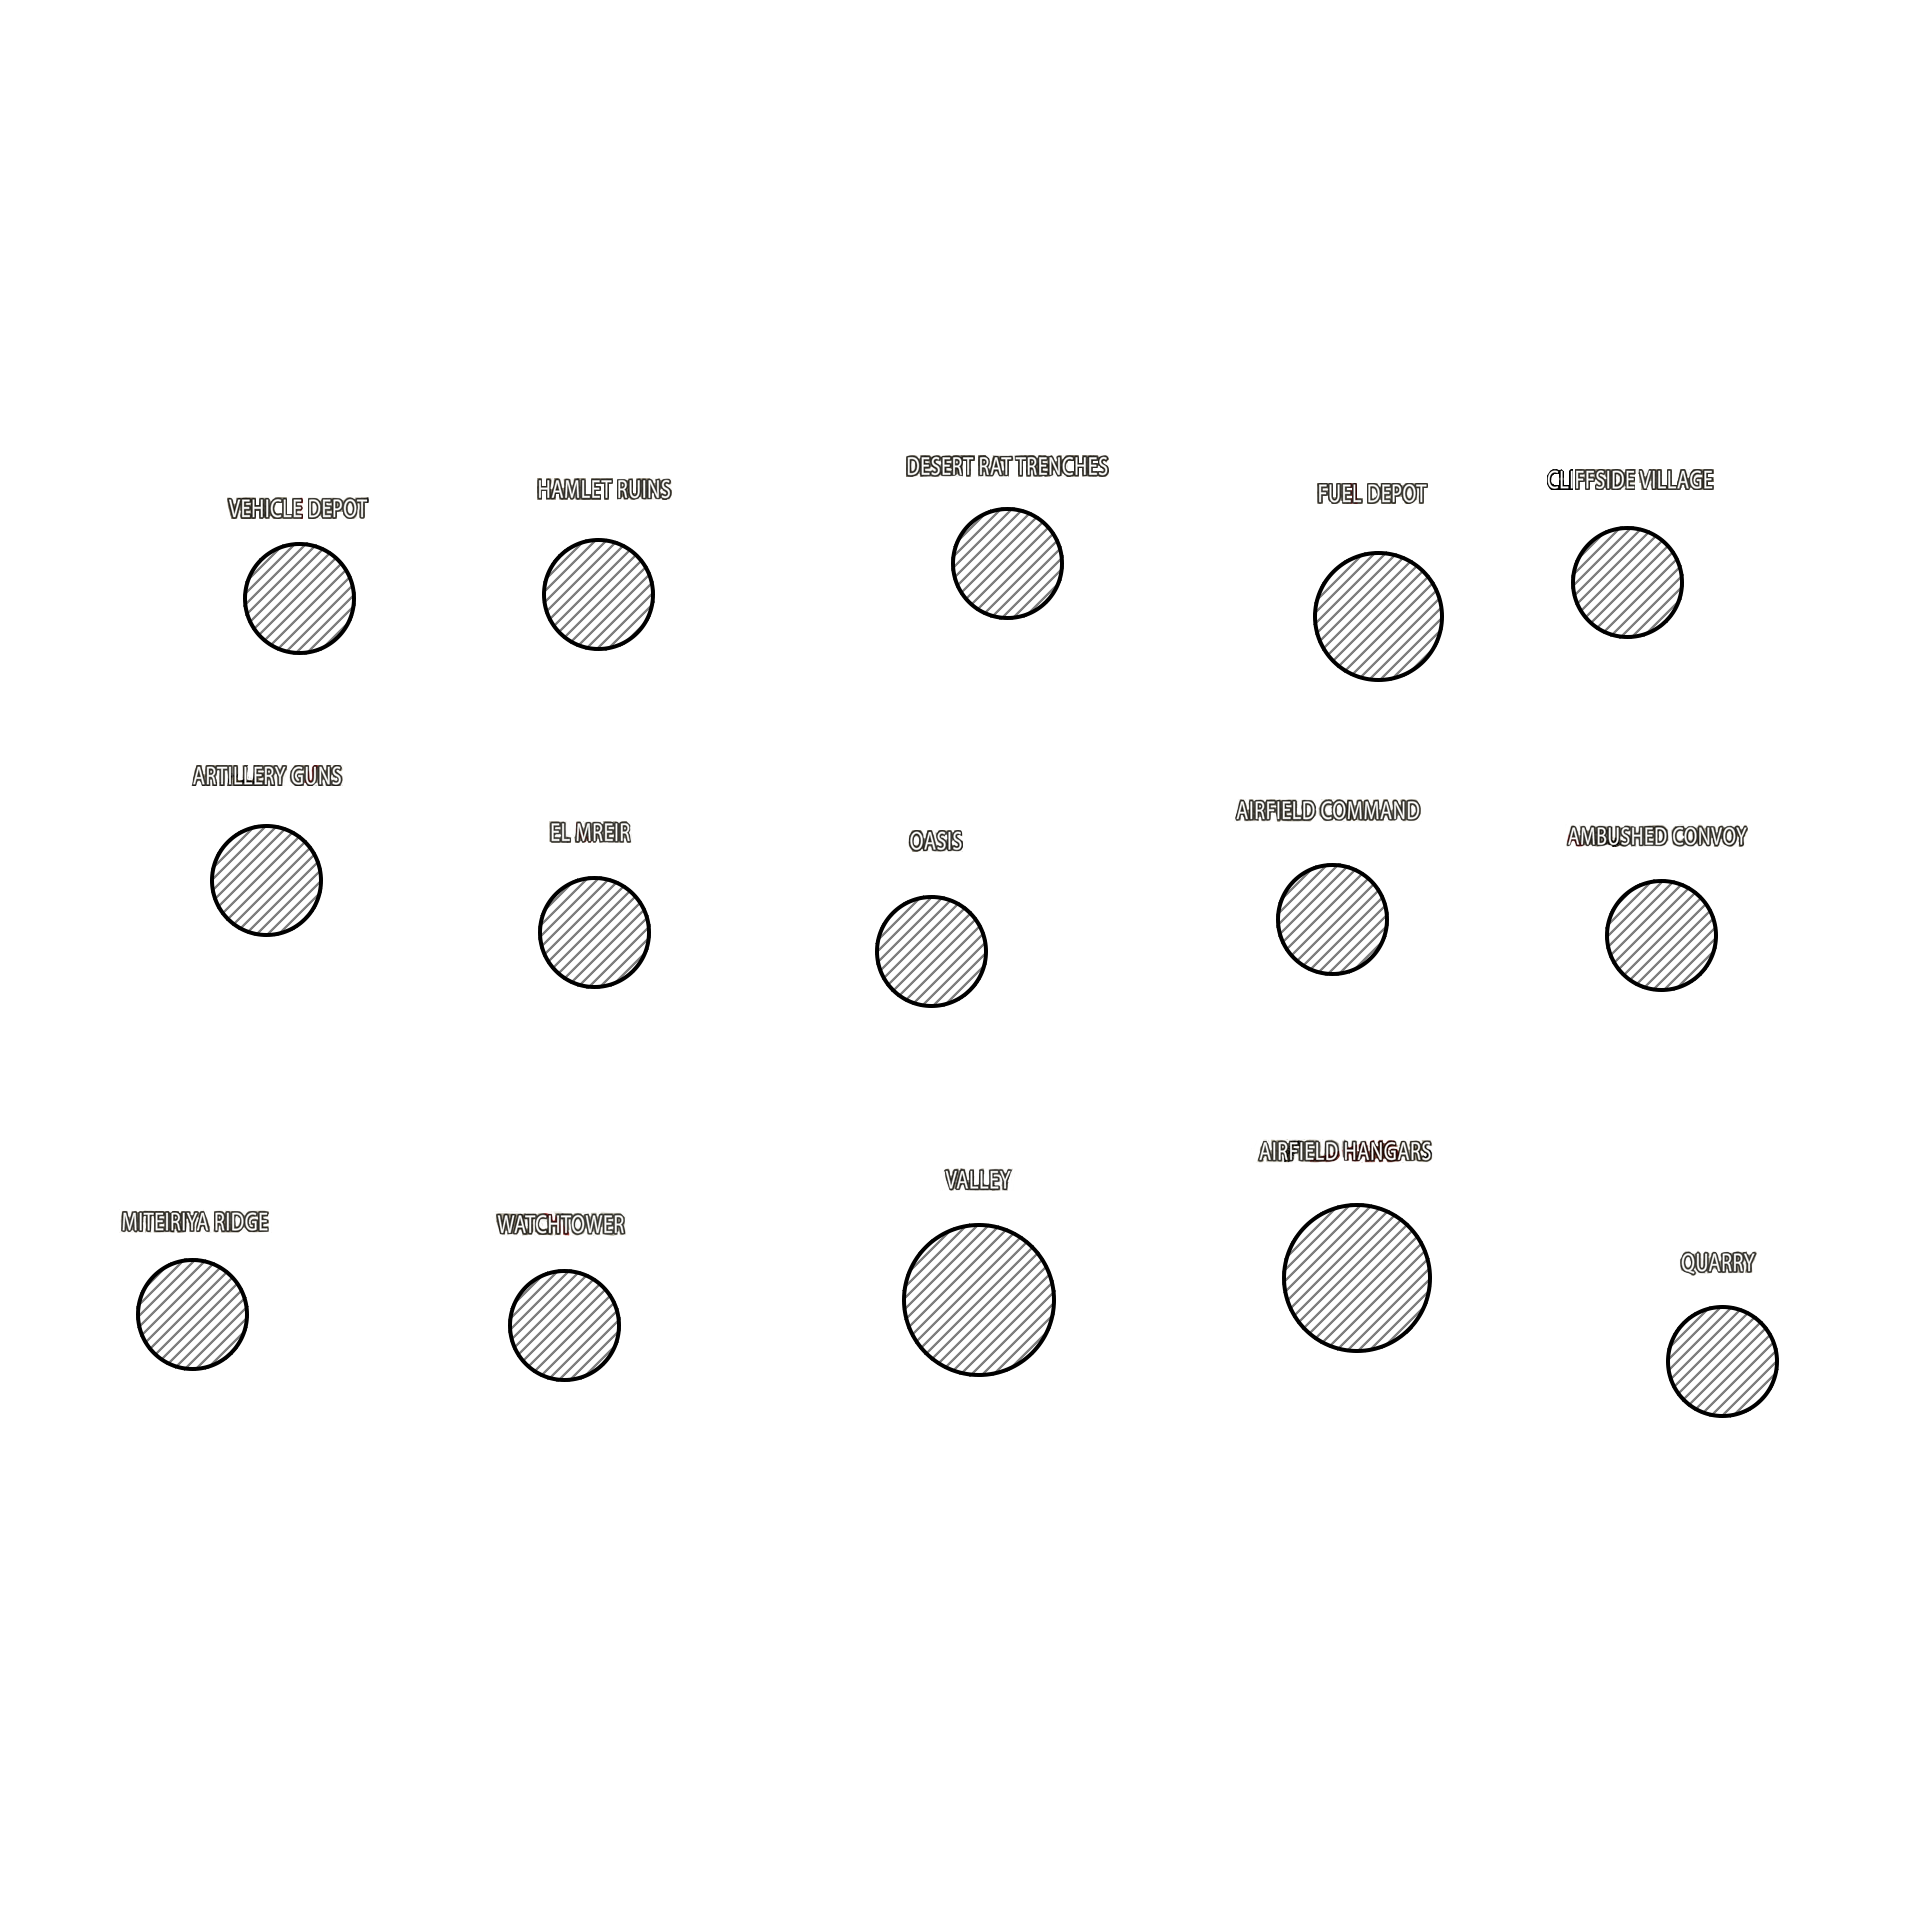 DESERT RAT TRENCHES
CLIFFSIDE VILLAGE
HAMLET RUINS
FUEL DEPOT
VEHICLE DEPOT
ARTILLERY GUNS
AIRFIELD COMMAND
EL MREIR
AMBUSHED CONVOY
OASIS
AIRFIELD HANGARS
VALLEY
MITEIRIYA RIDGE
WATCHTOWER
QUARRY